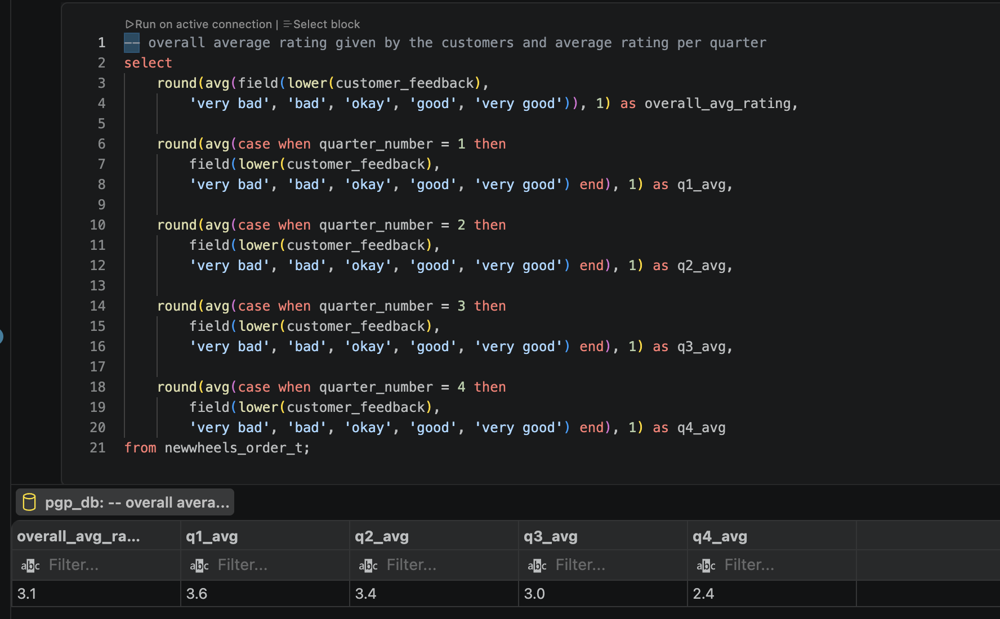 Run on active connection | Select block
1 -- overall average rating given by the customers and average rating per quarter
2 select
3 round(avg(field(lower(customer_feedback),
4 'very bad', 'bad', 'okay', 'good', 'very good')), 1) as overall_avg_rating,
5
6 round(avg(case when quarter_number = 1 then
7 field(lower(customer_feedback),
8 'very bad', 'bad', 'okay', 'good', 'very good') end), 1) as q1_avg,
9
10 round(avg(case when quarter_number = 2 then
11 field(lower(customer_feedback),
12 'very bad', 'bad', 'okay', 'good', 'very good') end), 1) as q2_avg,
13
14 round(avg(case when quarter_number = 3 then
15 field(lower(customer_feedback),
16 'very bad', 'bad', 'okay', 'good', 'very good') end), 1) as q3_avg,
17
18 round(avg(case when quarter_number = 4 then
19 field(lower(customer_feedback),
20 'very bad', 'bad', 'okay', 'good', 'very good') end), 1) as q4_avg
21 from newwheels_order_t;
pgp_db: -- overall avera...
overall_avg_ra... q1_avg q2_avg q3_avg q4_avg
abc Filter... abc Filter... abc Filter... abc Filter... abc Filter...
3.1 3.6 3.4 3.0 2.4